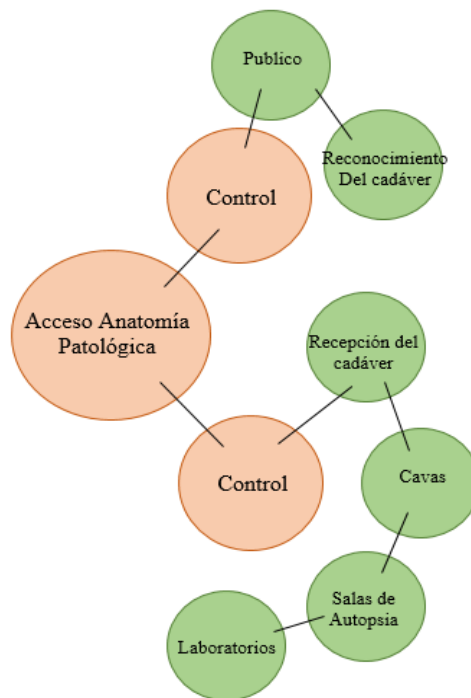 Publico
Reconocimiento
Del cadáver
Control
Acceso Anatomía
Patológica
Recepción del
cadáver
Control
Cavas
Salas de
Autopsia
Laboratorios